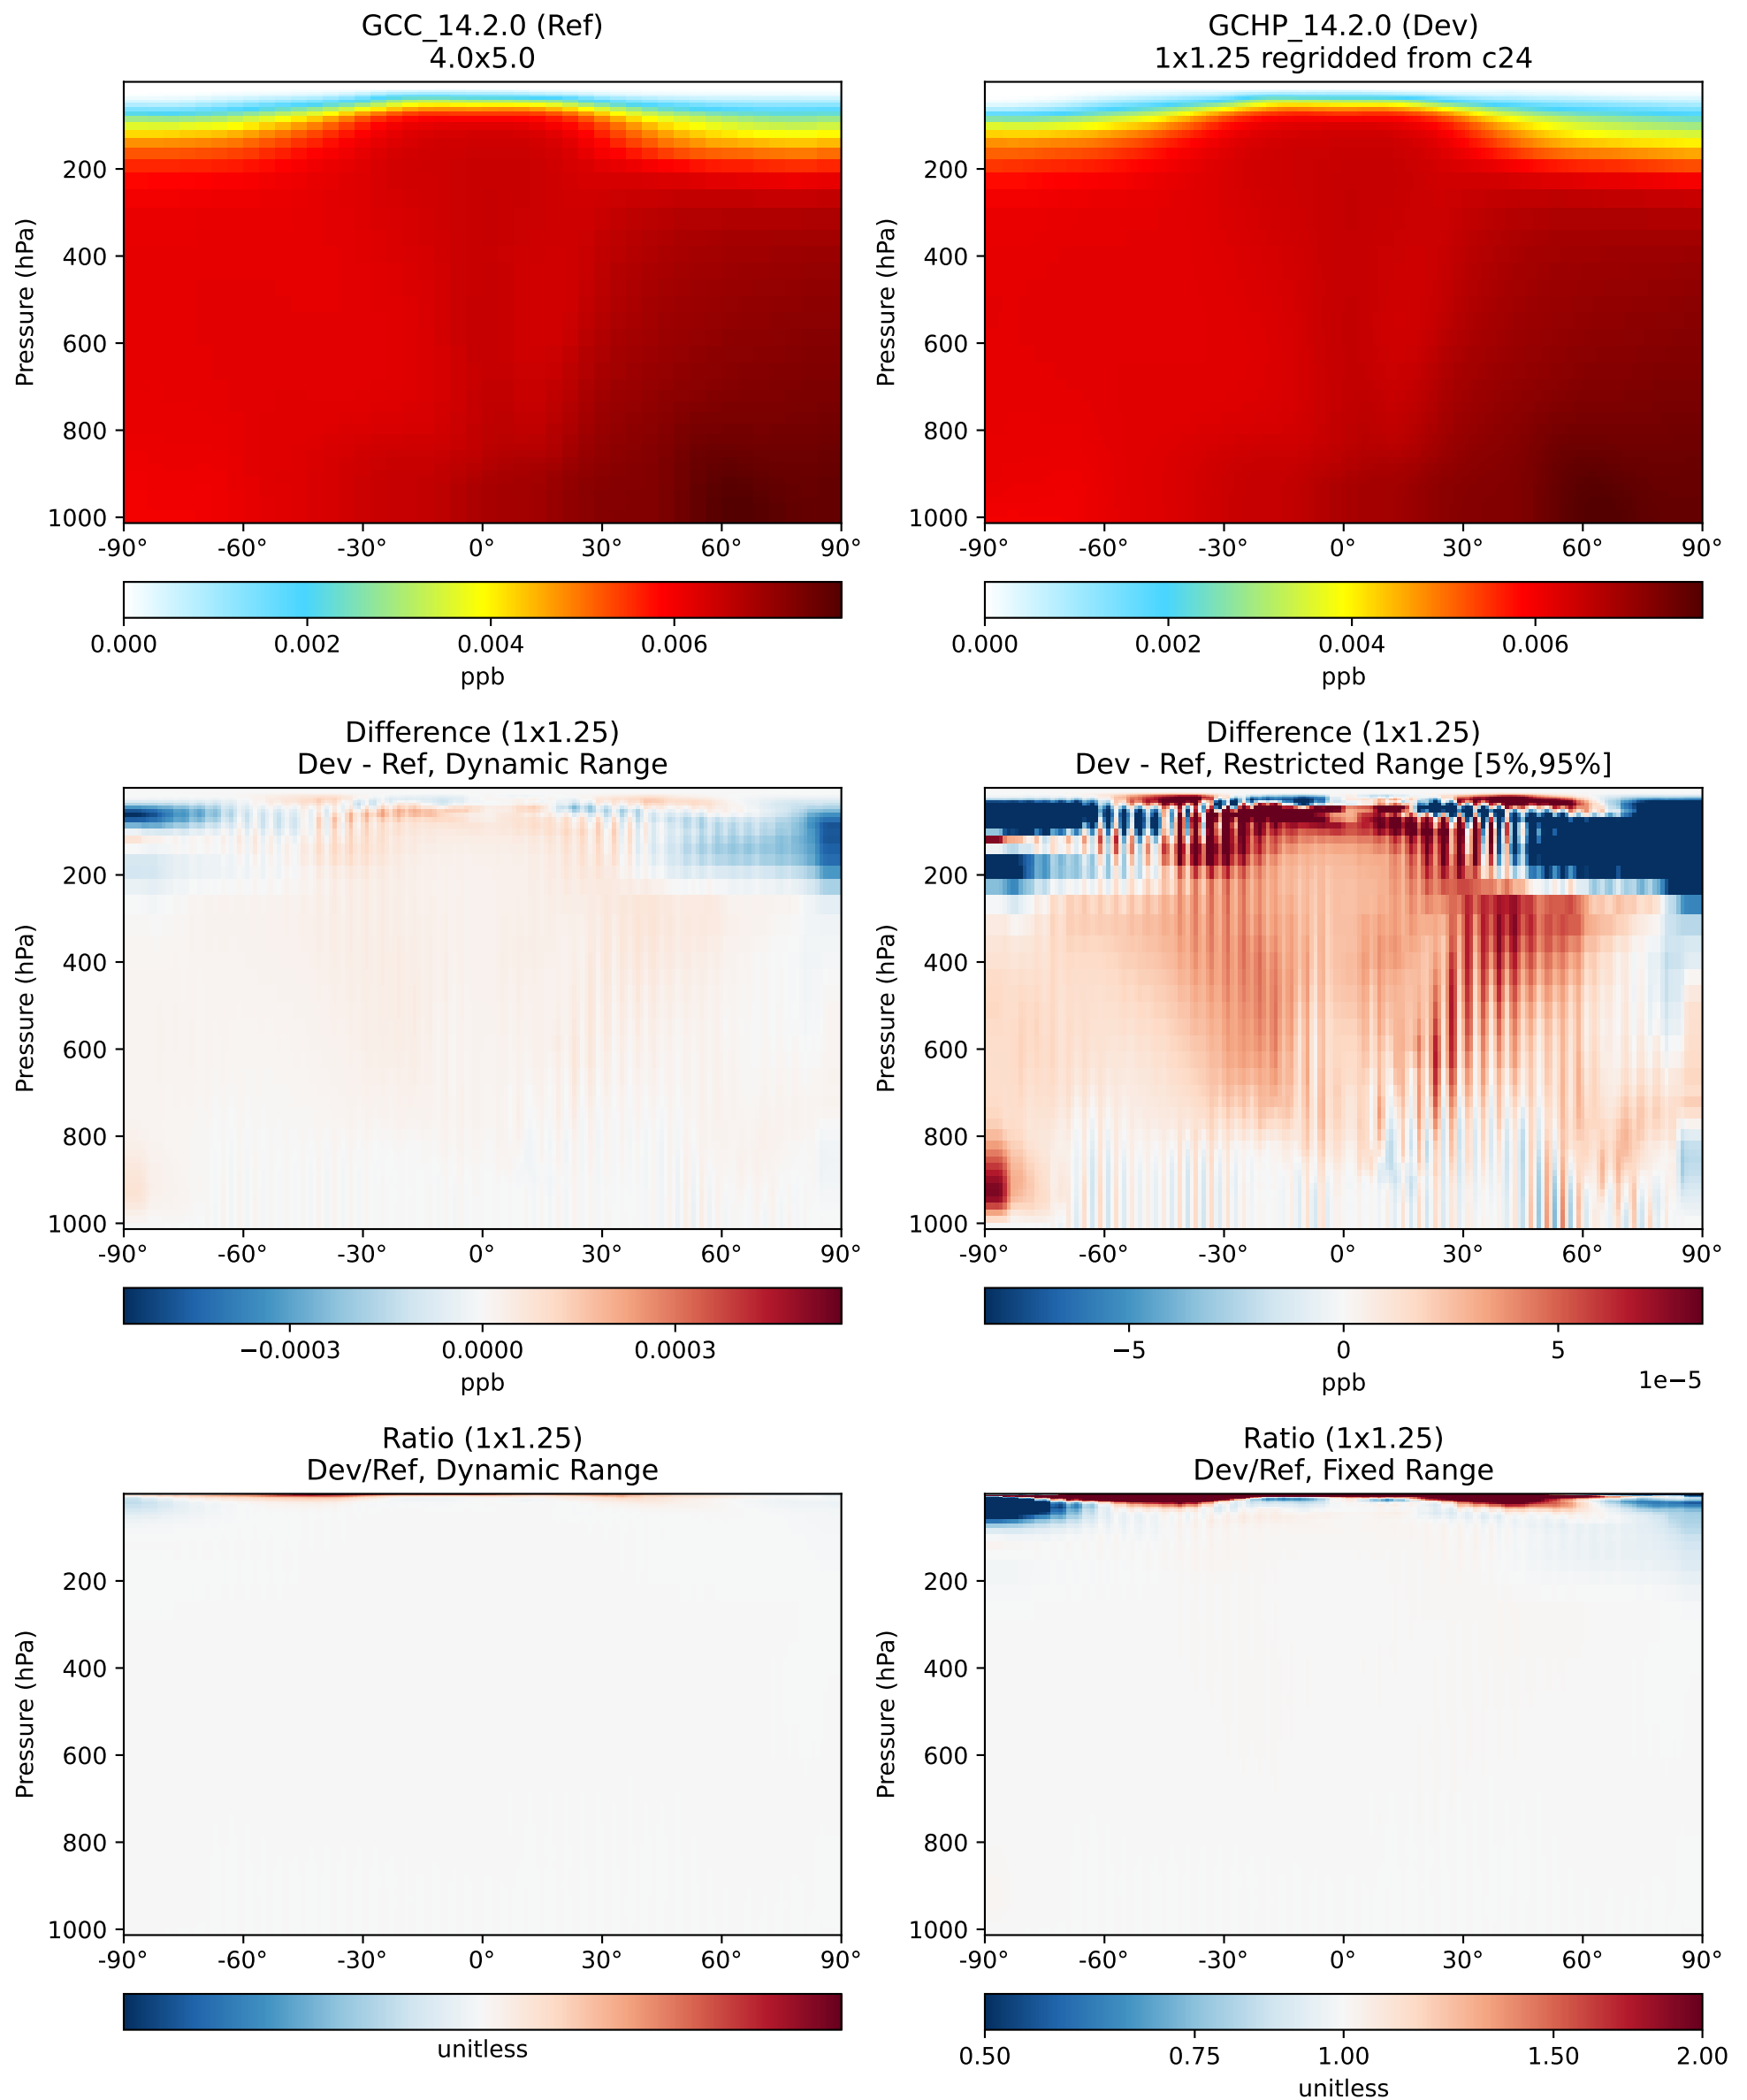 GCC_14.2.0 (Ref)
4.0x5.0
Pressure (hPa)
200
400
600
800
1000
-90° -60° -30° 0° 30° 60° 90°
0.000 0.002 0.004 0.006
ppb
GCHP_14.2.0 (Dev)
1x1.25 regridded from c24
Pressure (hPa)
200
400
600
800
1000
-90° -60° -30° 0° 30° 60° 90°
0.000 0.002 0.004 0.006
ppb
Difference (1x1.25)
Dev - Ref, Dynamic Range
Pressure (hPa)
200
400
600
800
1000
-90° -60° -30° 0° 30° 60° 90°
−0.0003 0.0000 0.0003
ppb
Difference (1x1.25)
Dev - Ref, Restricted Range [5%,95%]
Pressure (hPa)
200
400
600
800
1000
-90° -60° -30° 0° 30° 60° 90°
−5 0 5
ppb
1e−5
Ratio (1x1.25)
Dev/Ref, Dynamic Range
Pressure (hPa)
200
400
600
800
1000
-90° -60° -30° 0° 30° 60° 90°
unitless
Ratio (1x1.25)
Dev/Ref, Fixed Range
Pressure (hPa)
200
400
600
800
1000
-90° -60° -30° 0° 30° 60° 90°
0.50 0.75 1.00 1.50 2.00
unitless